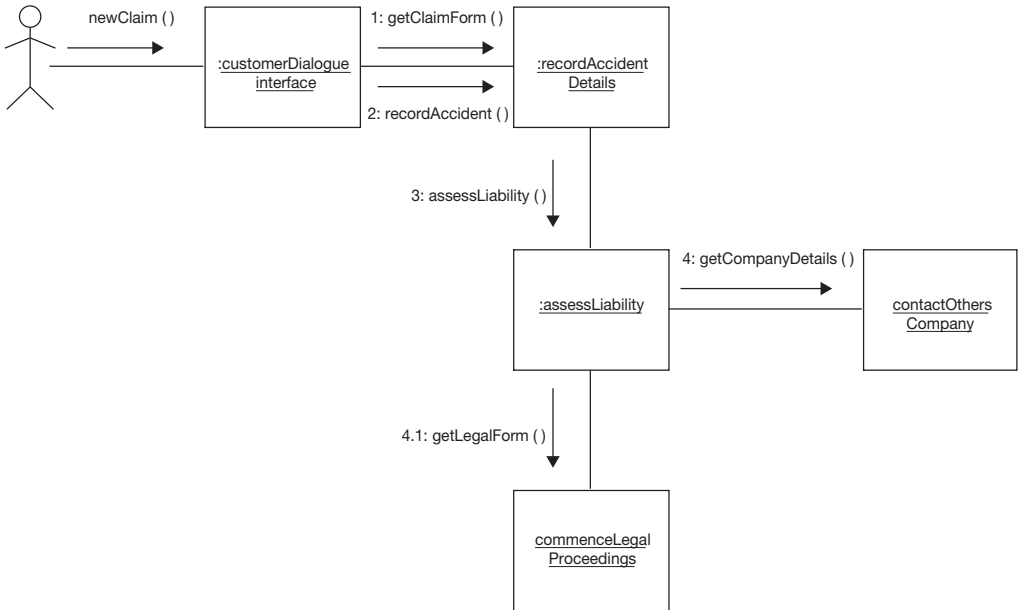 newClaim ( )
1: getClaimForm ( )
:customerDialogue
interface
:recordAccident
Details
2: recordAccident ( )
3: assessLiability ( )
4: getCompanyDetails ( )
:assessLiability
contactOthers
Company
4.1: getLegalForm ( )
commenceLegal
Proceedings